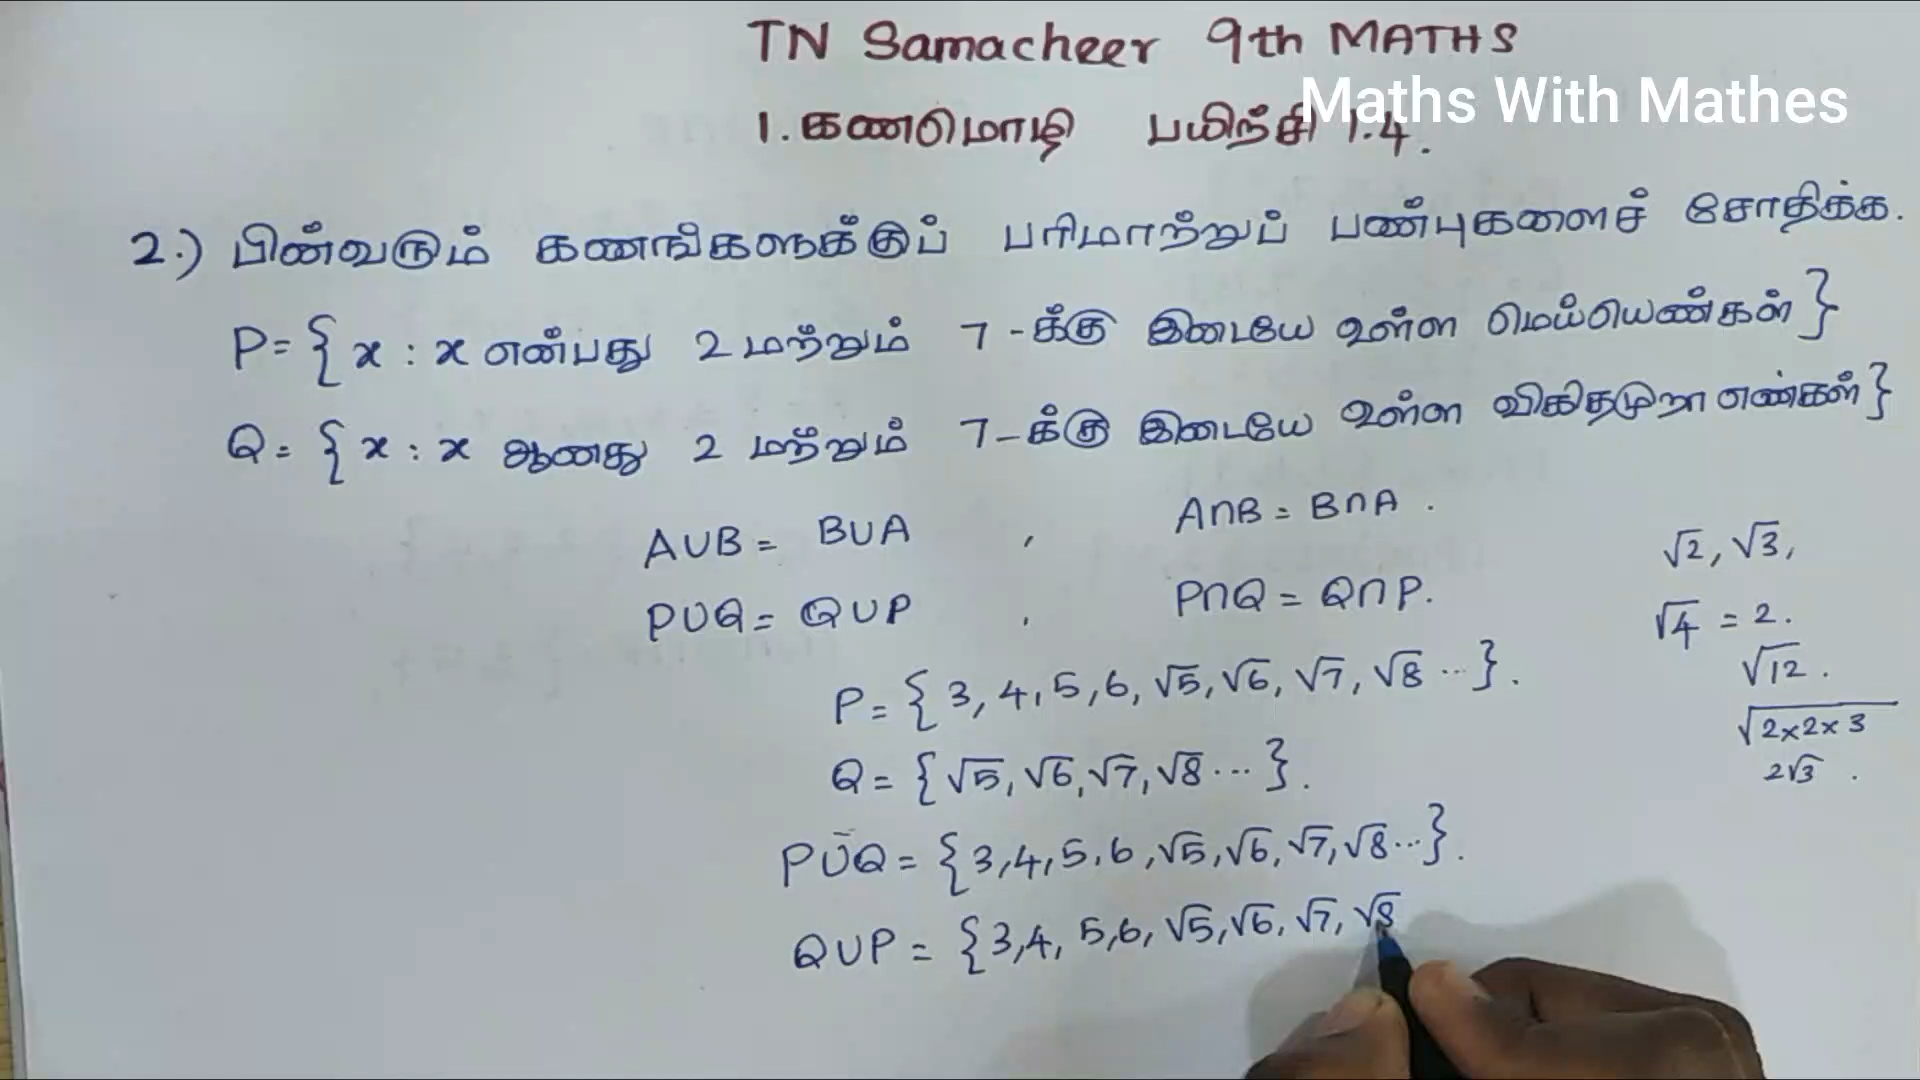 TN Samacheer 9th MATHS
Maths With Mathes
1. கணமொழி பயிற்சி 1.4.
2.) பின்வரும் கணங்களுக்குப் பரிமாற்றுப் பண்புகளைச் சோதிக்க.
P = { x : x என்பது 2 மற்றும் 7 - க்கு இடையே உள்ள மெய்யெண்கள் }
Q = { x : x ஆனது 2 மற்றும் 7 - க்கு இடையே உள்ள விகிதமுறா எண்கள் }
A∪B = B∪A , A∩B = B∩A .
P∪Q = Q∪P , P∩Q = Q∩P.
√2, √3,
√4 = 2.
√12 .
√2×2×3
2√3 .
P = { 3, 4, 5, 6, √5, √6, √7, √8 ... } .
Q = { √5, √6, √7, √8 ... } .
P∪Q = { 3, 4, 5, 6, √5, √6, √7, √8 ... } .
Q∪P = { 3, 4, 5, 6, √5, √6, √7, √8